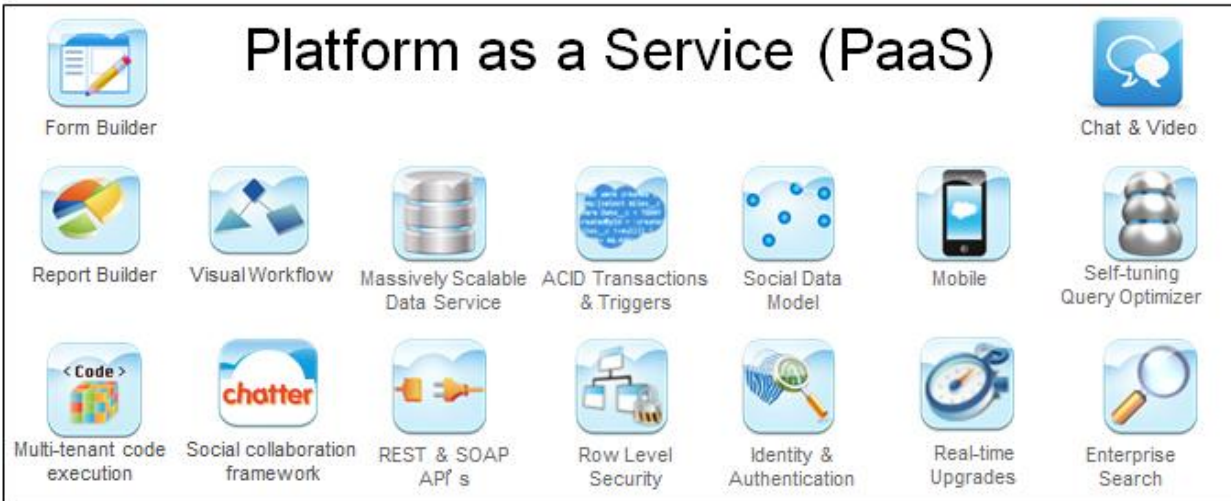 Platform as a Service (PaaS)
Form Builder
Chat & Video
Report Builder
Visual Workflow
Massively Scalable
Data Service
ACID Transactions
& Triggers
Social Data
Model
Mobile
Self-tuning
Query Optimizer
<Code>
Multi-tenant code
execution
chatter
Social collaboration
framework
REST & SOAP
API's
Row Level
Security
Identity &
Authentication
Real-time
Upgrades
Enterprise
Search